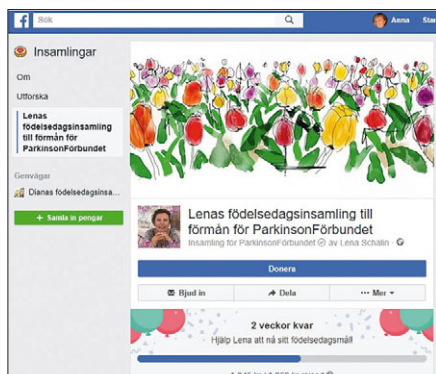 Sök
Anna
Star
Insamlingar
Om
Utforska
Lenas
födelsedagsinsamling
till förmån för
ParkinsonFörbundet
Genvägar
Dianas födelsedagsinsa...
+ Samla in pengar
Lenas födelsedagsinsamling till
förmån för ParkinsonFörbundet
Insamling för ParkinsonFörbundet av Lena Schalin ·
Donera
Bjud in
Dela
··· Mer
2 veckor kvar
Hjälp Lena att nå sitt födelsedagsmål!